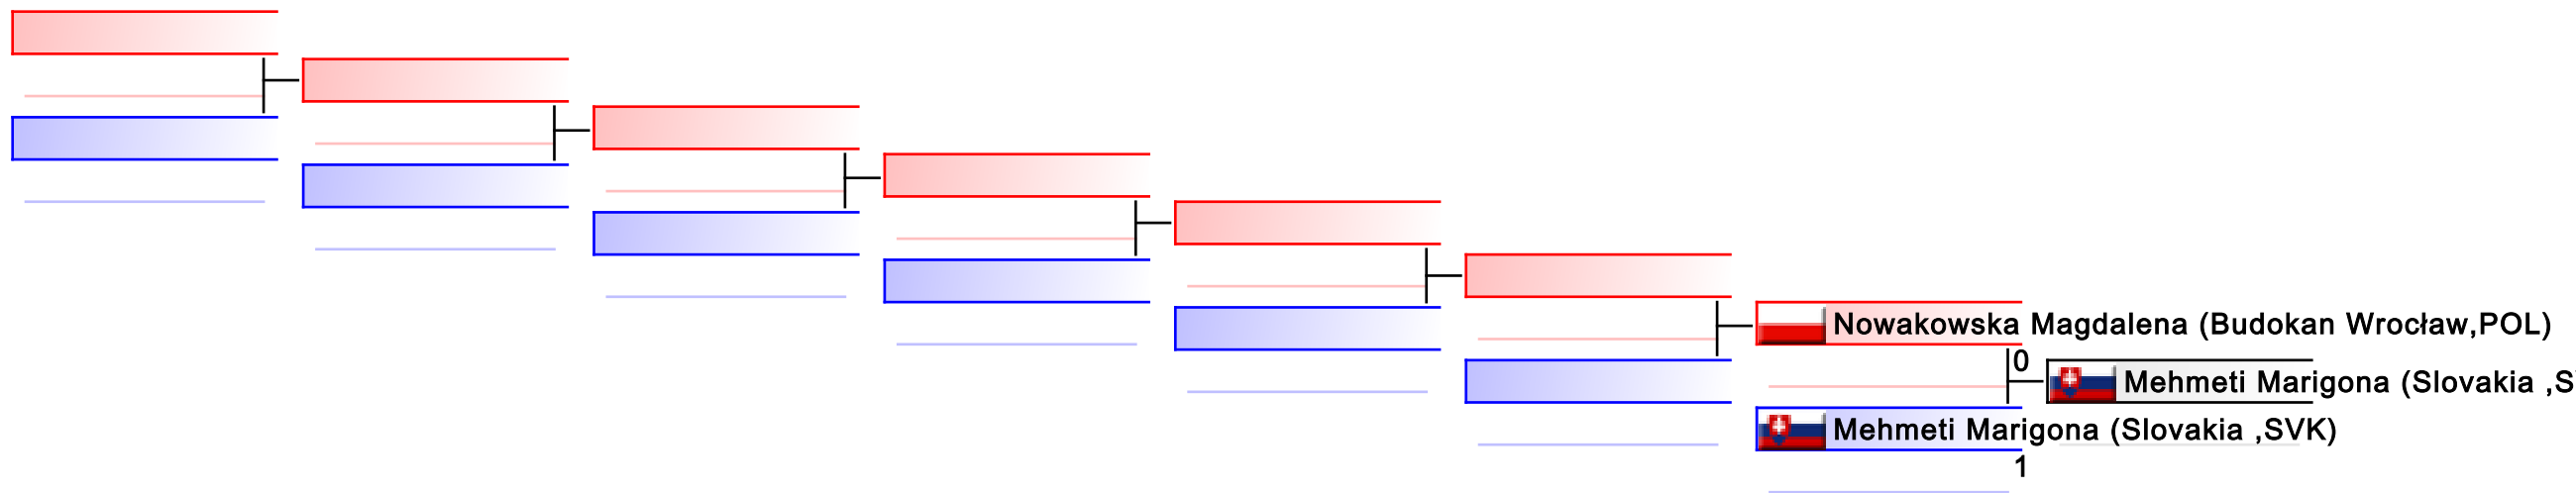 Nowakowska Magdalena (Budokan Wrocław,POL)
0
Mehmeti Marigona (Slovakia ,S
Mehmeti Marigona (Slovakia ,SVK)
1